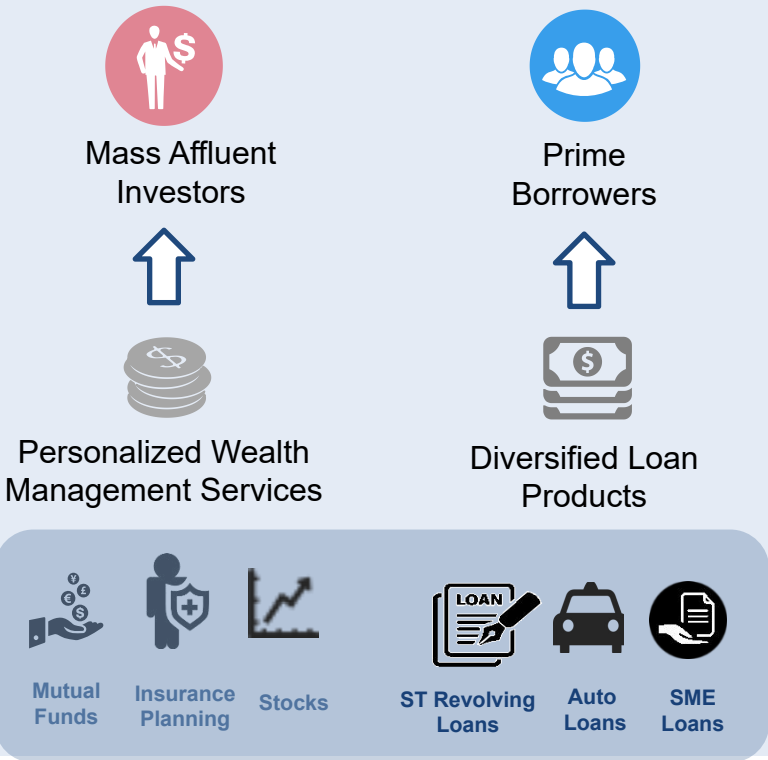 Mass Affluent
Investors
Prime
Borrowers
Personalized Wealth
Management Services
Diversified Loan
Products
Mutual
Funds
Insurance
Planning
Stocks
LOAN
ST Revolving
Loans
Auto
Loans
SME
Loans